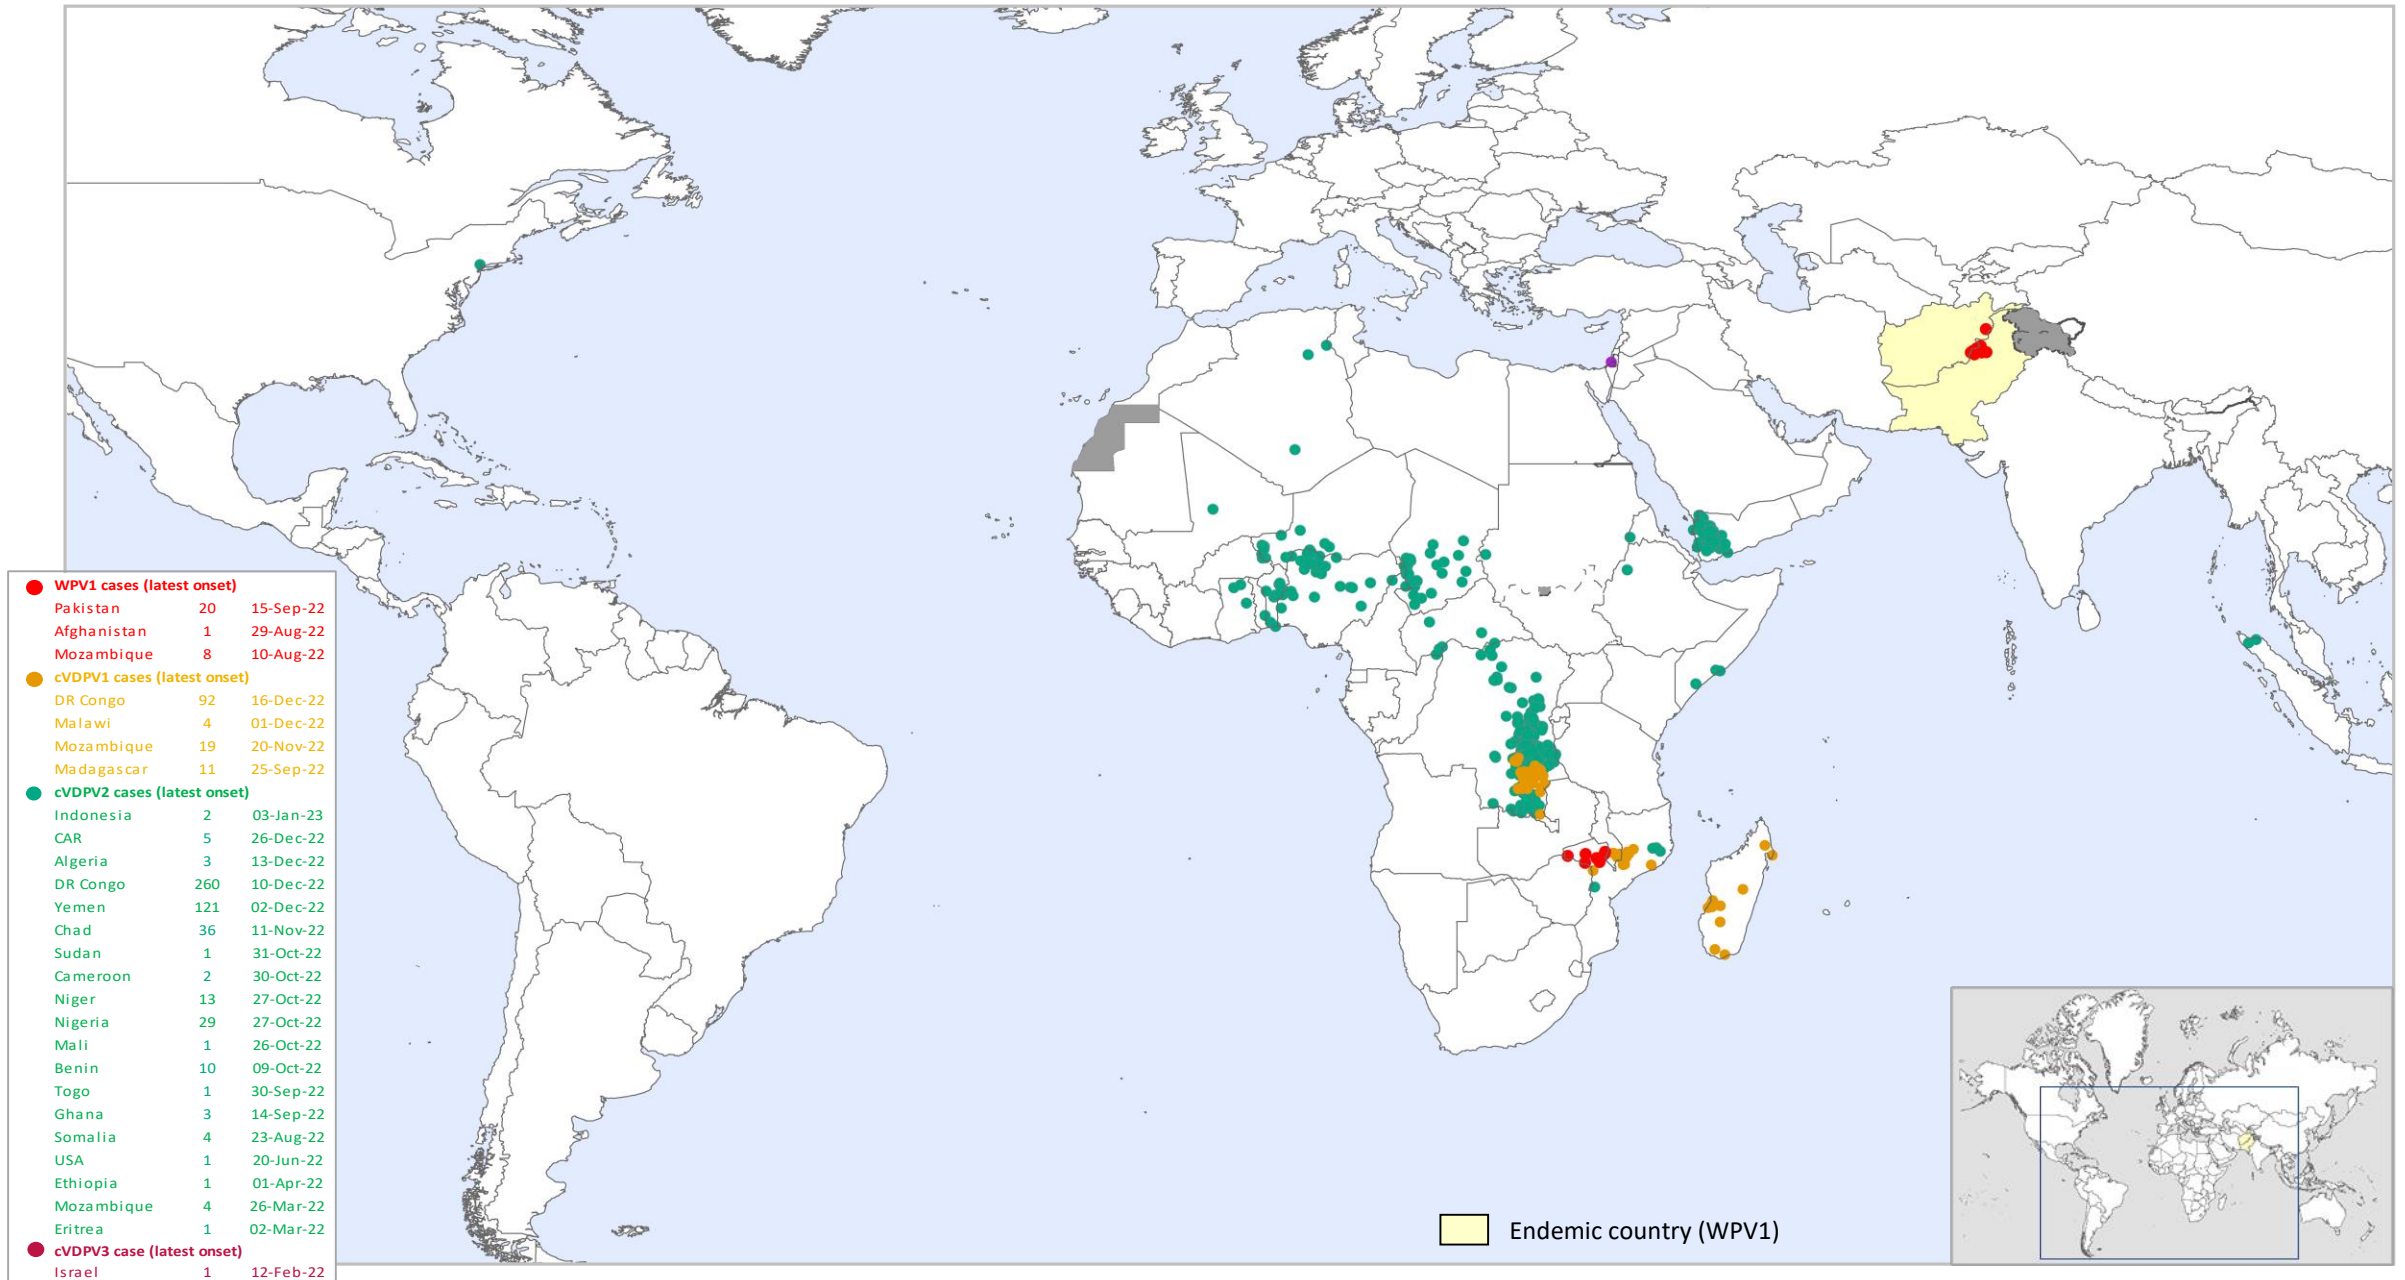 WPV1 cases (latest onset)
Pakistan 20 15-Sep-22
Afghanistan 1 29-Aug-22
Mozambique 8 10-Aug-22
cVDPV1 cases (latest onset)
DR Congo 92 16-Dec-22
Malawi 4 01-Dec-22
Mozambique 19 20-Nov-22
Madagascar 11 25-Sep-22
cVDPV2 cases (latest onset)
Indonesia 2 03-Jan-23
CAR 5 26-Dec-22
Algeria 3 13-Dec-22
DR Congo 260 10-Dec-22
Yemen 121 02-Dec-22
Chad 36 11-Nov-22
Sudan 1 31-Oct-22
Cameroon 2 30-Oct-22
Niger 13 27-Oct-22
Nigeria 29 27-Oct-22
Mali 1 26-Oct-22
Benin 10 09-Oct-22
Togo 1 30-Sep-22
Ghana 3 14-Sep-22
Somalia 4 23-Aug-22
USA 1 20-Jun-22
Ethiopia 1 01-Apr-22
Mozambique 4 26-Mar-22
Eritrea 1 02-Mar-22
cVDPV3 case (latest onset)
Israel 1 12-Feb-22
Endemic country (WPV1)